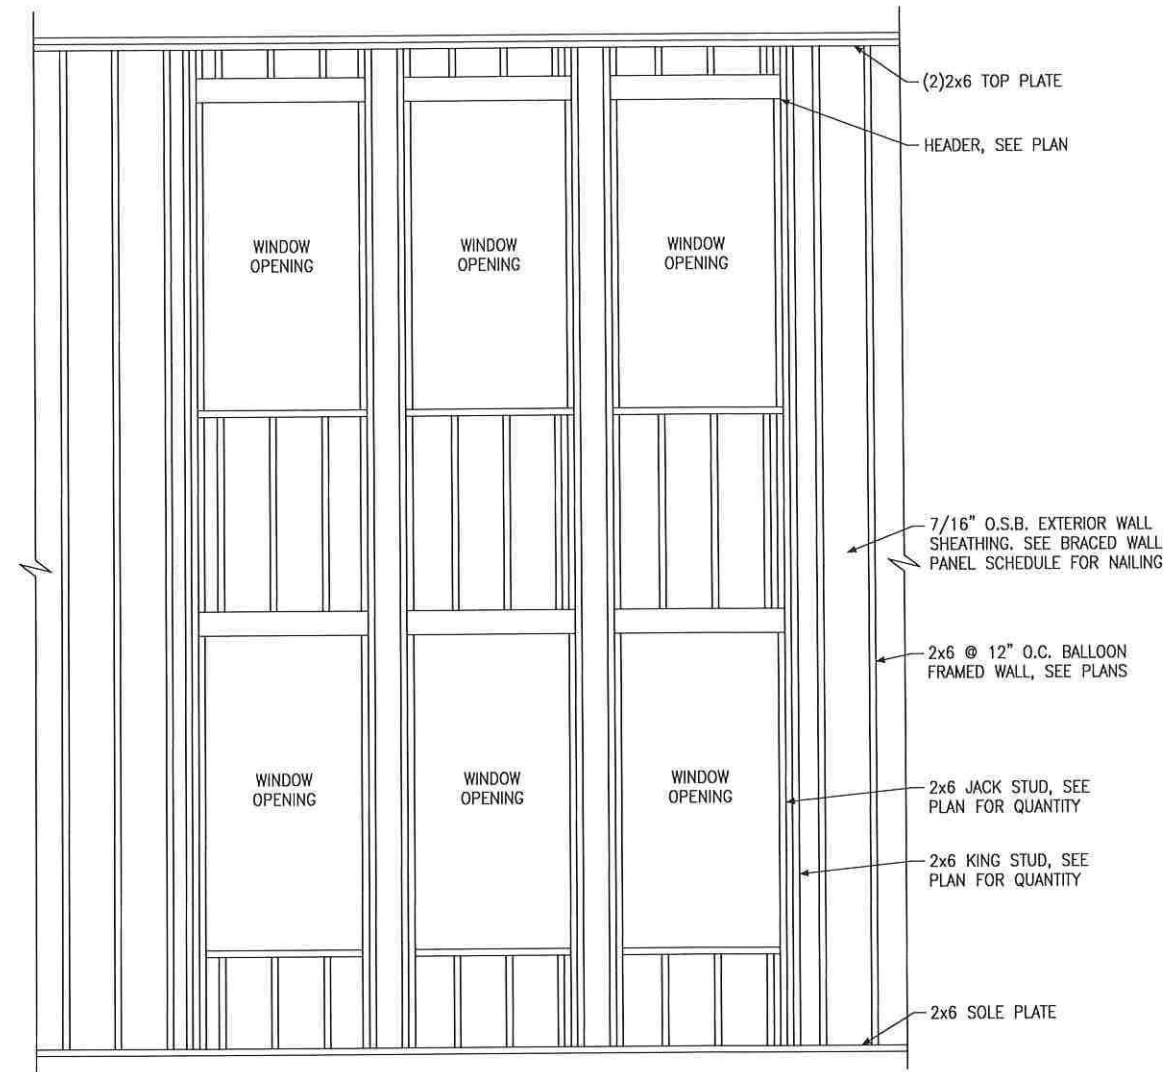 (2)2x6 TOP PLATE
HEADER, SEE PLAN
WINDOW
OPENING
WINDOW
OPENING
WINDOW
OPENING
7/16" O.S.B. EXTERIOR WALL
SHEATHING. SEE BRACED WALL
PANEL SCHEDULE FOR NAILING
2x6 @ 12" O.C. BALLOON
FRAMED WALL, SEE PLANS
WINDOW
OPENING
WINDOW
OPENING
WINDOW
OPENING
2x6 JACK STUD, SEE
PLAN FOR QUANTITY
2x6 KING STUD, SEE
PLAN FOR QUANTITY
2x6 SOLE PLATE